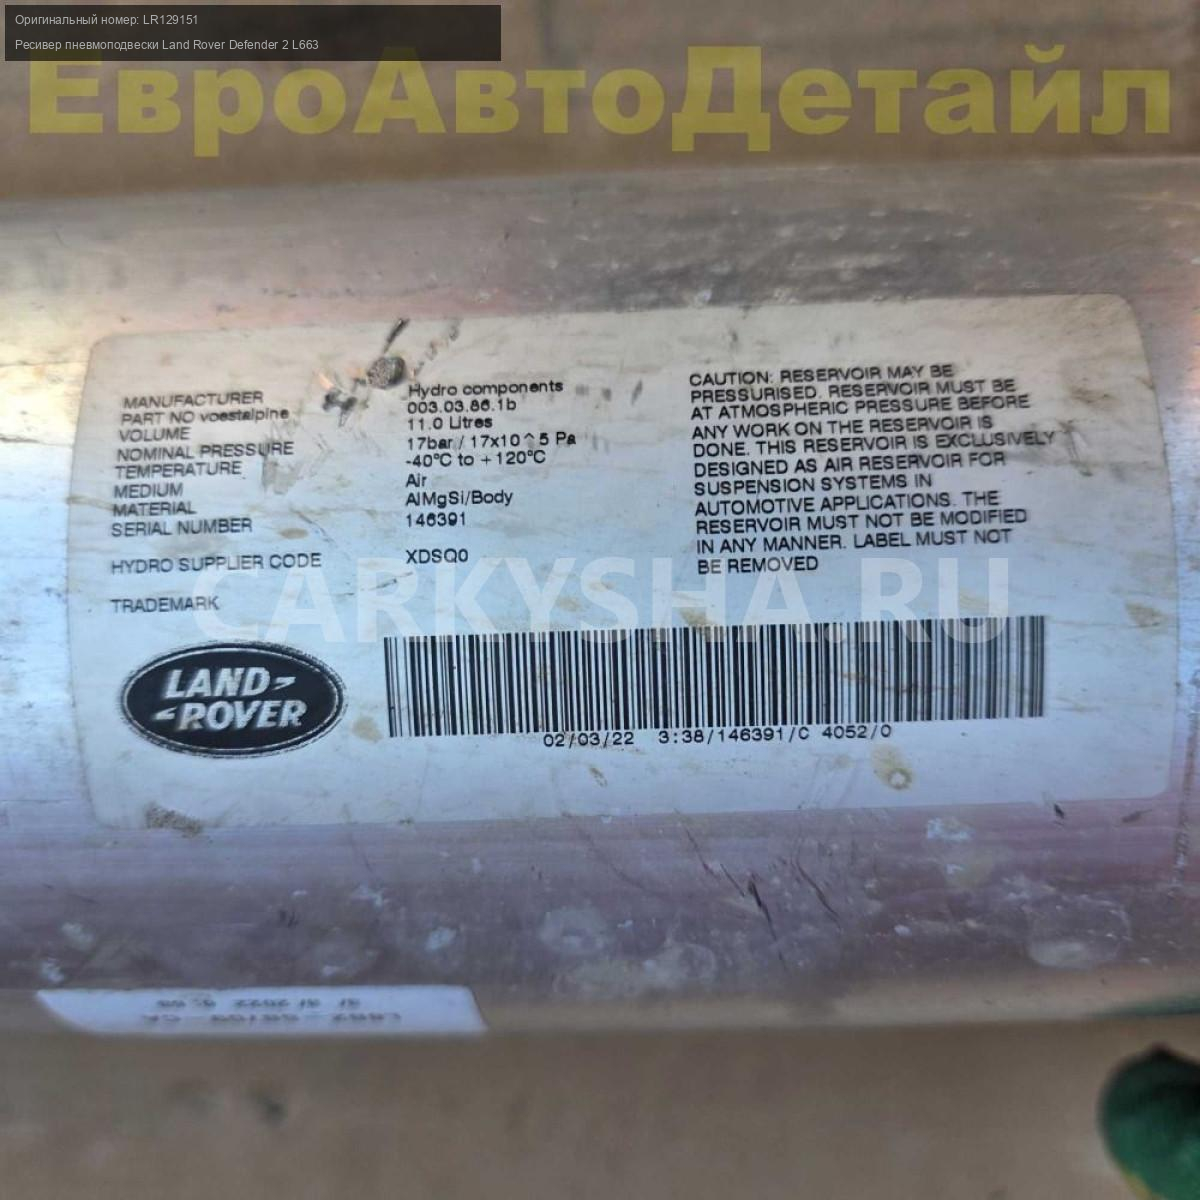 Оригинальный номер: LR129151
Ресивер пневмоподвески Land Rover Defender 2 L663
ЕвроАвтоДетайл
MANUFACTURER Hydro components
PART NO voestalpine 003.03.86.1b
VOLUME 11.0 Litres
NOMINAL PRESSURE 17bar / 17x10^5 Pa
TEMPERATURE -40°C to +120°C
MEDIUM Air
MATERIAL AlMgSi/Body
SERIAL NUMBER 146391
HYDRO SUPPLIER CODE XDSQ0
TRADEMARK
CAUTION: RESERVOIR MAY BE
PRESSURISED. RESERVOIR MUST BE
AT ATMOSPHERIC PRESSURE BEFORE
ANY WORK ON THE RESERVOIR IS
DONE. THIS RESERVOIR IS EXCLUSIVELY
DESIGNED AS AIR RESERVOIR FOR
SUSPENSION SYSTEMS IN
AUTOMOTIVE APPLICATIONS. THE
RESERVOIR MUST NOT BE MODIFIED
IN ANY MANNER. LABEL MUST NOT
BE REMOVED
CARKYSHA.RU
LAND-
-ROVER
02/03/22 3:38/146391/C 4052/0